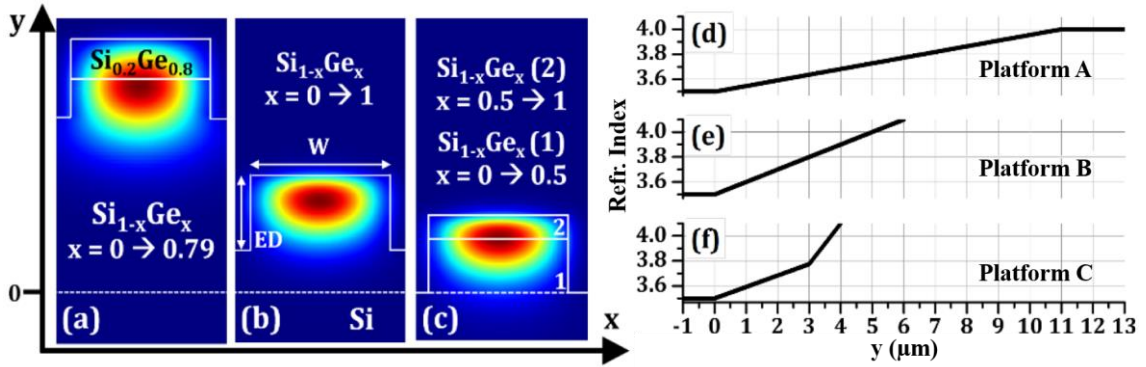 y
Si₀.₂Ge₀.₈
Si₁₋ₓGeₓ
x = 0 → 0.79
0
(a)
Si₁₋ₓGeₓ
x = 0 → 1
W
ED
(b)
Si
Si₁₋ₓGeₓ (2)
x = 0.5 → 1
Si₁₋ₓGeₓ (1)
x = 0 → 0.5
2
1
(c)
x
Refr. Index
4.0
3.8
3.6
(d)
Platform A
4.0
3.8
3.6
(e)
Platform B
4.0
3.8
3.6
(f)
Platform C
-1 0 1 2 3 4 5 6 7 8 9 10 11 12 13
y (μm)